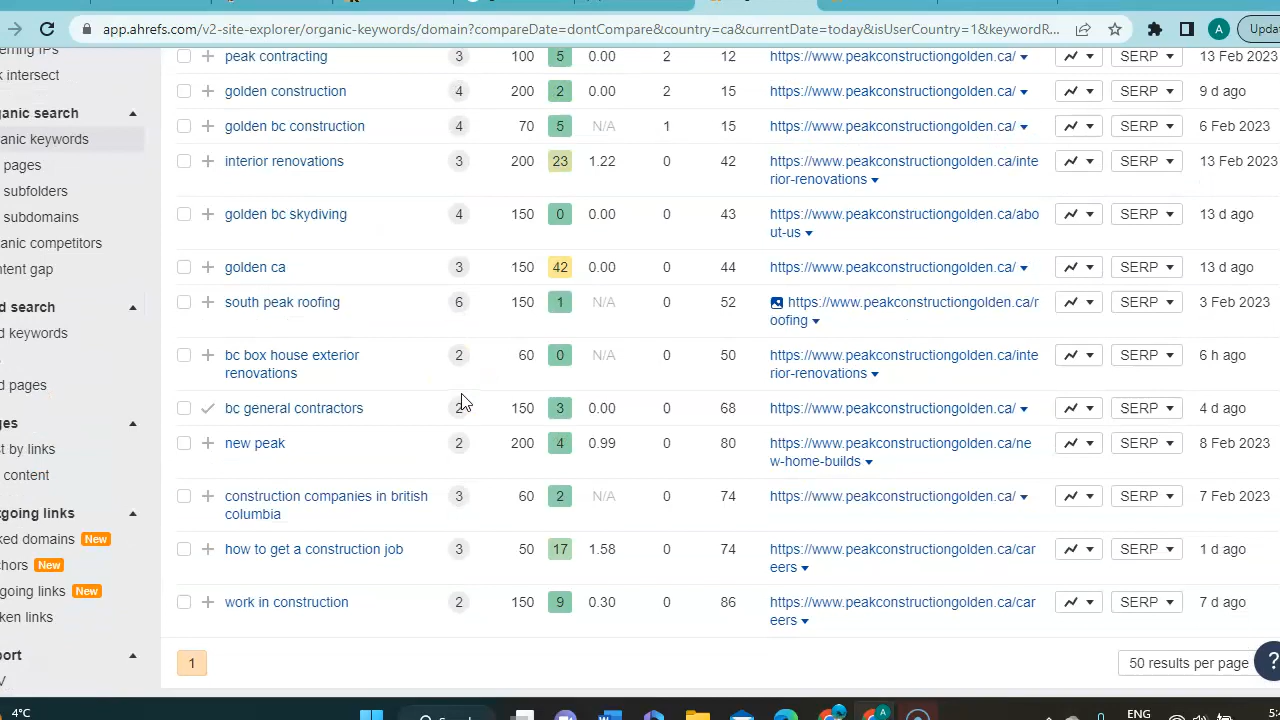 app.ahrefs.com/v2-site-explorer/organic-keywords/domain?compareDate=dontCompare&country=ca&currentDate=today&isUserCountry=1&keywordR... A Updat
k intersect
ganic search
anic keywords
pages
subfolders
subdomains
anic competitors
ntent gap
d search
d keywords
d pages
ges
st by links
content
tgoing links
ked domains New
chors New
going links New
ken links
port
peak contracting 3 100 5 0.00 2 12 https://www.peakconstructiongolden.ca/ SERP 13 Feb 2023
golden construction 4 200 2 0.00 2 15 https://www.peakconstructiongolden.ca/ SERP 9 d ago
golden bc construction 4 70 5 N/A 1 15 https://www.peakconstructiongolden.ca/ SERP 6 Feb 2023
interior renovations 3 200 23 1.22 0 42 https://www.peakconstructiongolden.ca/inte SERP 13 Feb 2023
rior-renovations
golden bc skydiving 4 150 0 0.00 0 43 https://www.peakconstructiongolden.ca/abo SERP 13 d ago
ut-us
golden ca 3 150 42 0.00 0 44 https://www.peakconstructiongolden.ca/ SERP 13 d ago
south peak roofing 6 150 1 N/A 0 52 https://www.peakconstructiongolden.ca/r SERP 3 Feb 2023
oofing
bc box house exterior 2 60 0 N/A 0 50 https://www.peakconstructiongolden.ca/inte SERP 6 h ago
renovations rior-renovations
bc general contractors 2 150 3 0.00 0 68 https://www.peakconstructiongolden.ca/ SERP 4 d ago
new peak 2 200 4 0.99 0 80 https://www.peakconstructiongolden.ca/ne SERP 8 Feb 2023
w-home-builds
construction companies in british 3 60 2 N/A 0 74 https://www.peakconstructiongolden.ca/ SERP 7 Feb 2023
columbia
how to get a construction job 3 50 17 1.58 0 74 https://www.peakconstructiongolden.ca/car SERP 1 d ago
eers
work in construction 2 150 9 0.30 0 86 https://www.peakconstructiongolden.ca/car SERP 7 d ago
eers
1 50 results per page ?
4°C ENG